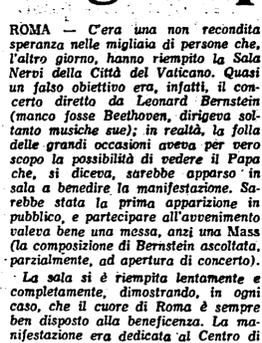 ROMA — C'era una non recondita
speranza nelle migliaia di persone che,
l'altro giorno, hanno riempito la Sala
Nervi della Città del Vaticano. Quasi
un falso obiettivo era, infatti, il con-
certo diretto da Leonard Bernstein
(manco fosse Beethoven, dirigeva sol-
tanto musiche sue); in realtà, la folla
delle grandi occasioni aveva per vero
scopo la possibilità di vedere il Papa
che, si diceva, sarebbe apparso in
sala a benedire la manifestazione. Sa-
rebbe stata la prima apparizione in
pubblico, e partecipare all'avvenimento
valeva bene una messa, anzi una Mass
(la composizione di Bernstein ascoltata,
parzialmente, ad apertura di concerto).
La sala si è riempita lentamente e
completamente, dimostrando, in ogni
caso, che il cuore di Roma è sempre
ben disposto alla beneficenza. La ma-
nifestazione era dedicata al Centro di